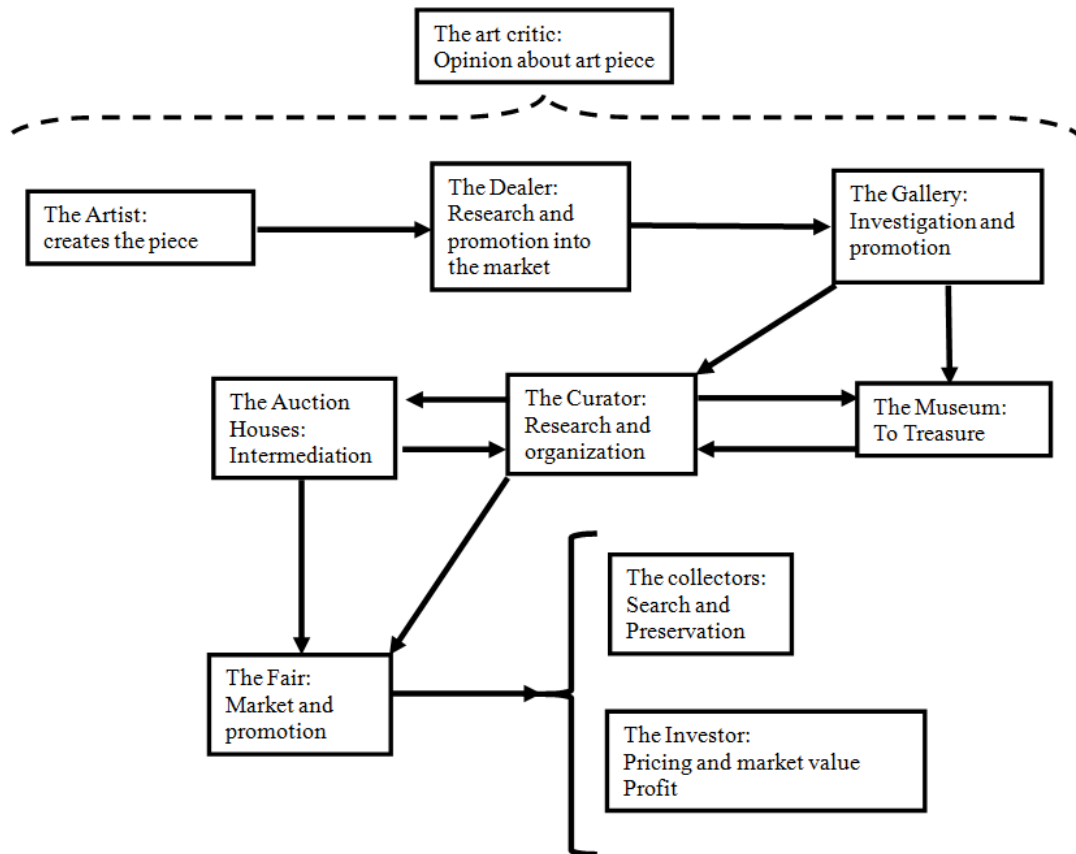 The art critic:
Opinion about art piece
The Artist:
creates the piece
The Dealer:
Research and
promotion into
the market
The Gallery:
Investigation and
promotion
The Auction
Houses:
Intermediation
The Curator:
Research and
organization
The Museum:
To Treasure
The collectors:
Search and
Preservation
The Fair:
Market and
promotion
The Investor:
Pricing and market value
Profit